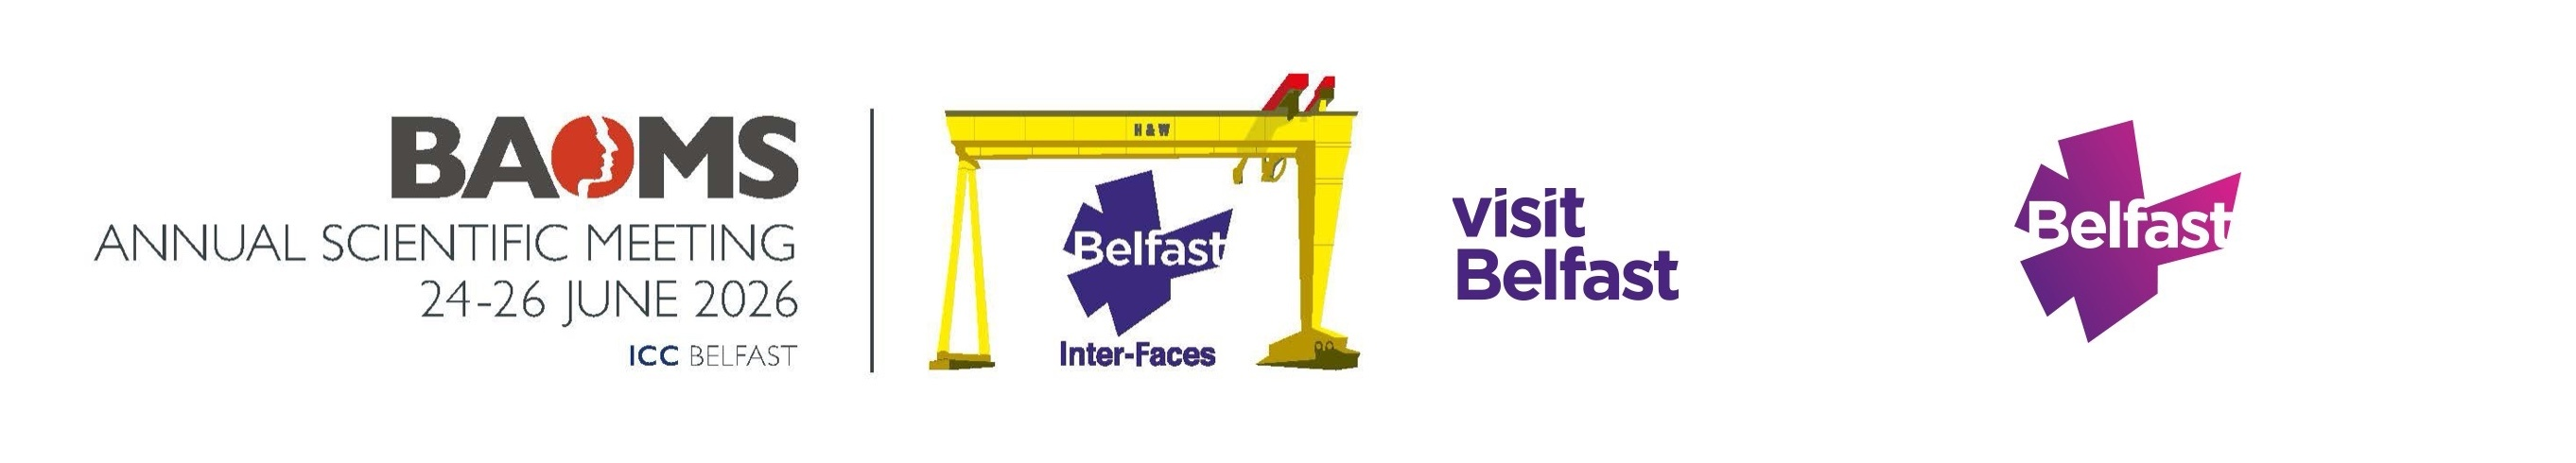 BAOMS
ANNUAL SCIENTIFIC MEETING
24-26 JUNE 2026
ICC BELFAST
H&W
Belfast
Inter-Faces
visit
Belfast
Belfast